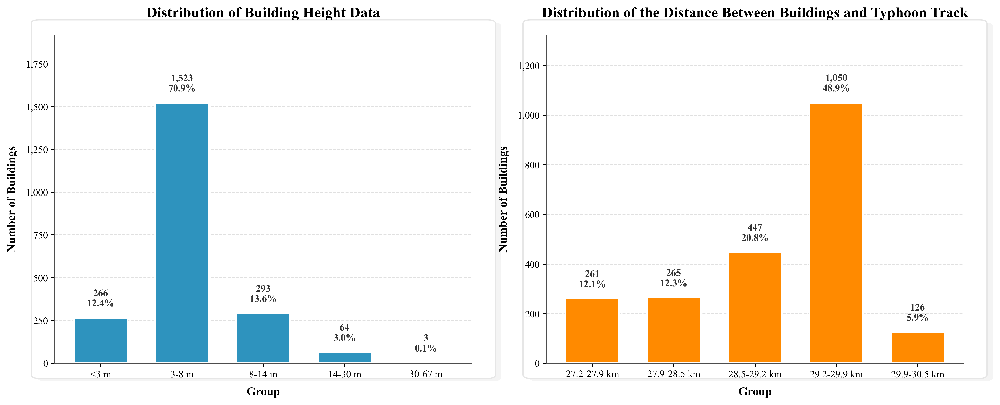 Distribution of Building Height Data
Number of Buildings
1,750
1,500
1,250
1,000
750
500
250
0
266
12.4%
1,523
70.9%
293
13.6%
64
3.0%
3
0.1%
<3 m
3-8 m
8-14 m
14-30 m
30-67 m
Group
Distribution of the Distance Between Buildings and Typhoon Track
Number of Buildings
1,200
1,000
800
600
400
200
0
261
12.1%
265
12.3%
447
20.8%
1,050
48.9%
126
5.9%
27.2-27.9 km
27.9-28.5 km
28.5-29.2 km
29.2-29.9 km
29.9-30.5 km
Group